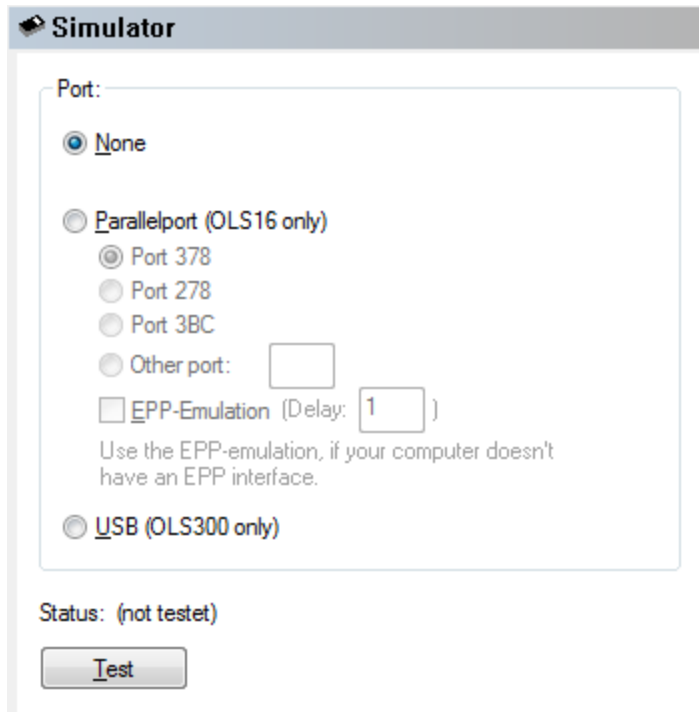 Simulator
Port:
None
Parallelport (OLS16 only)
Port 378
Port 278
Port 3BC
Other port:
EPP-Emulation (Delay: 1 )
Use the EPP-emulation, if your computer doesn't
have an EPP interface.
USB (OLS300 only)
Status: (not testet)
Test